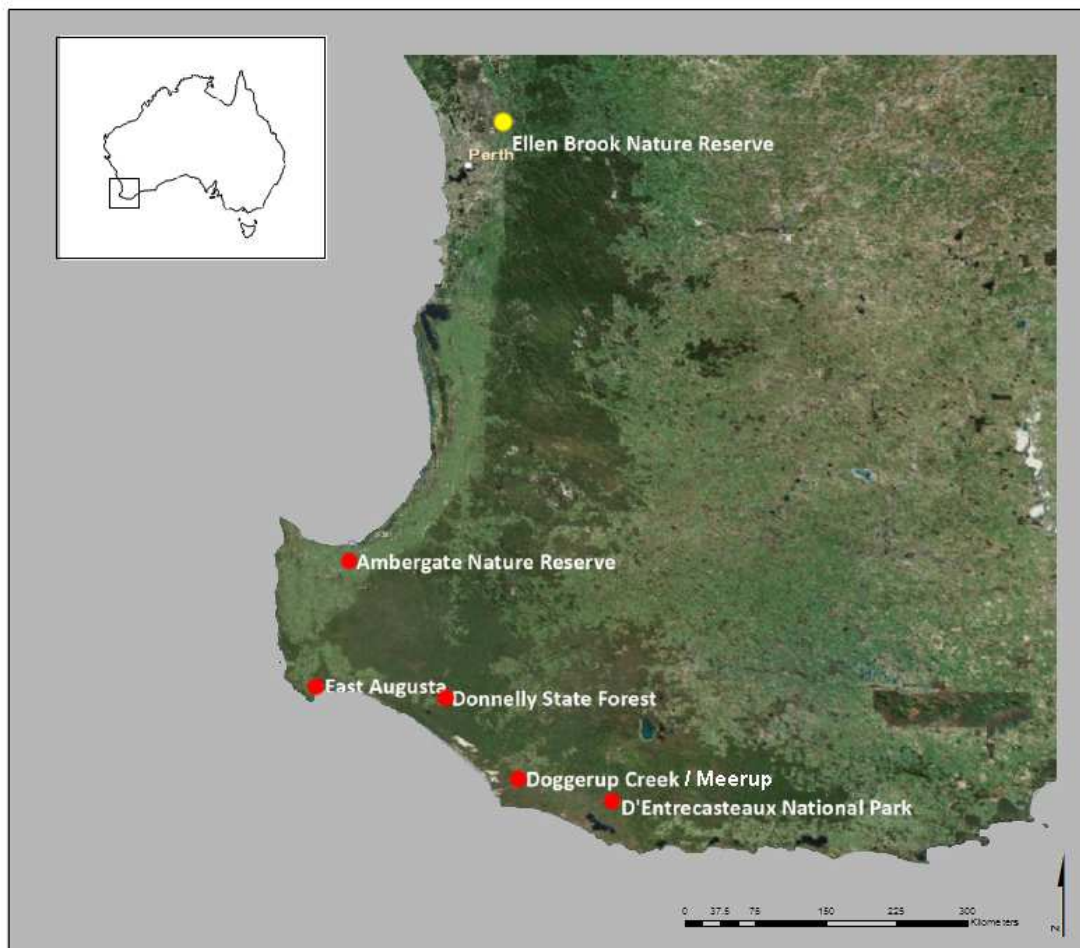 Ellen Brook Nature Reserve
Perth
Ambergate Nature Reserve
East Augusta
Donnelly State Forest
Doggerup Creek / Meerup
D'Entrecasteaux National Park
0 37.5 75 150 225 300
Kilometers
N